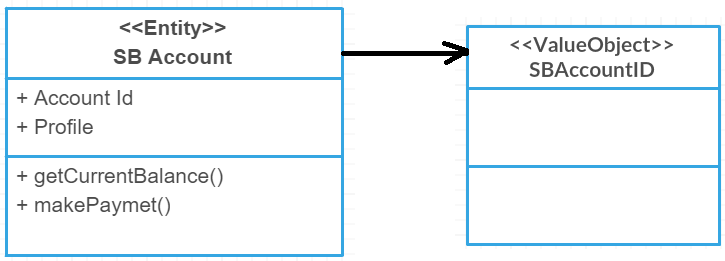 <<Entity>>
SB Account
+ Account Id
+ Profile
+ getCurrentBalance()
+ makePaymet()
<<ValueObject>>
SBAccountID